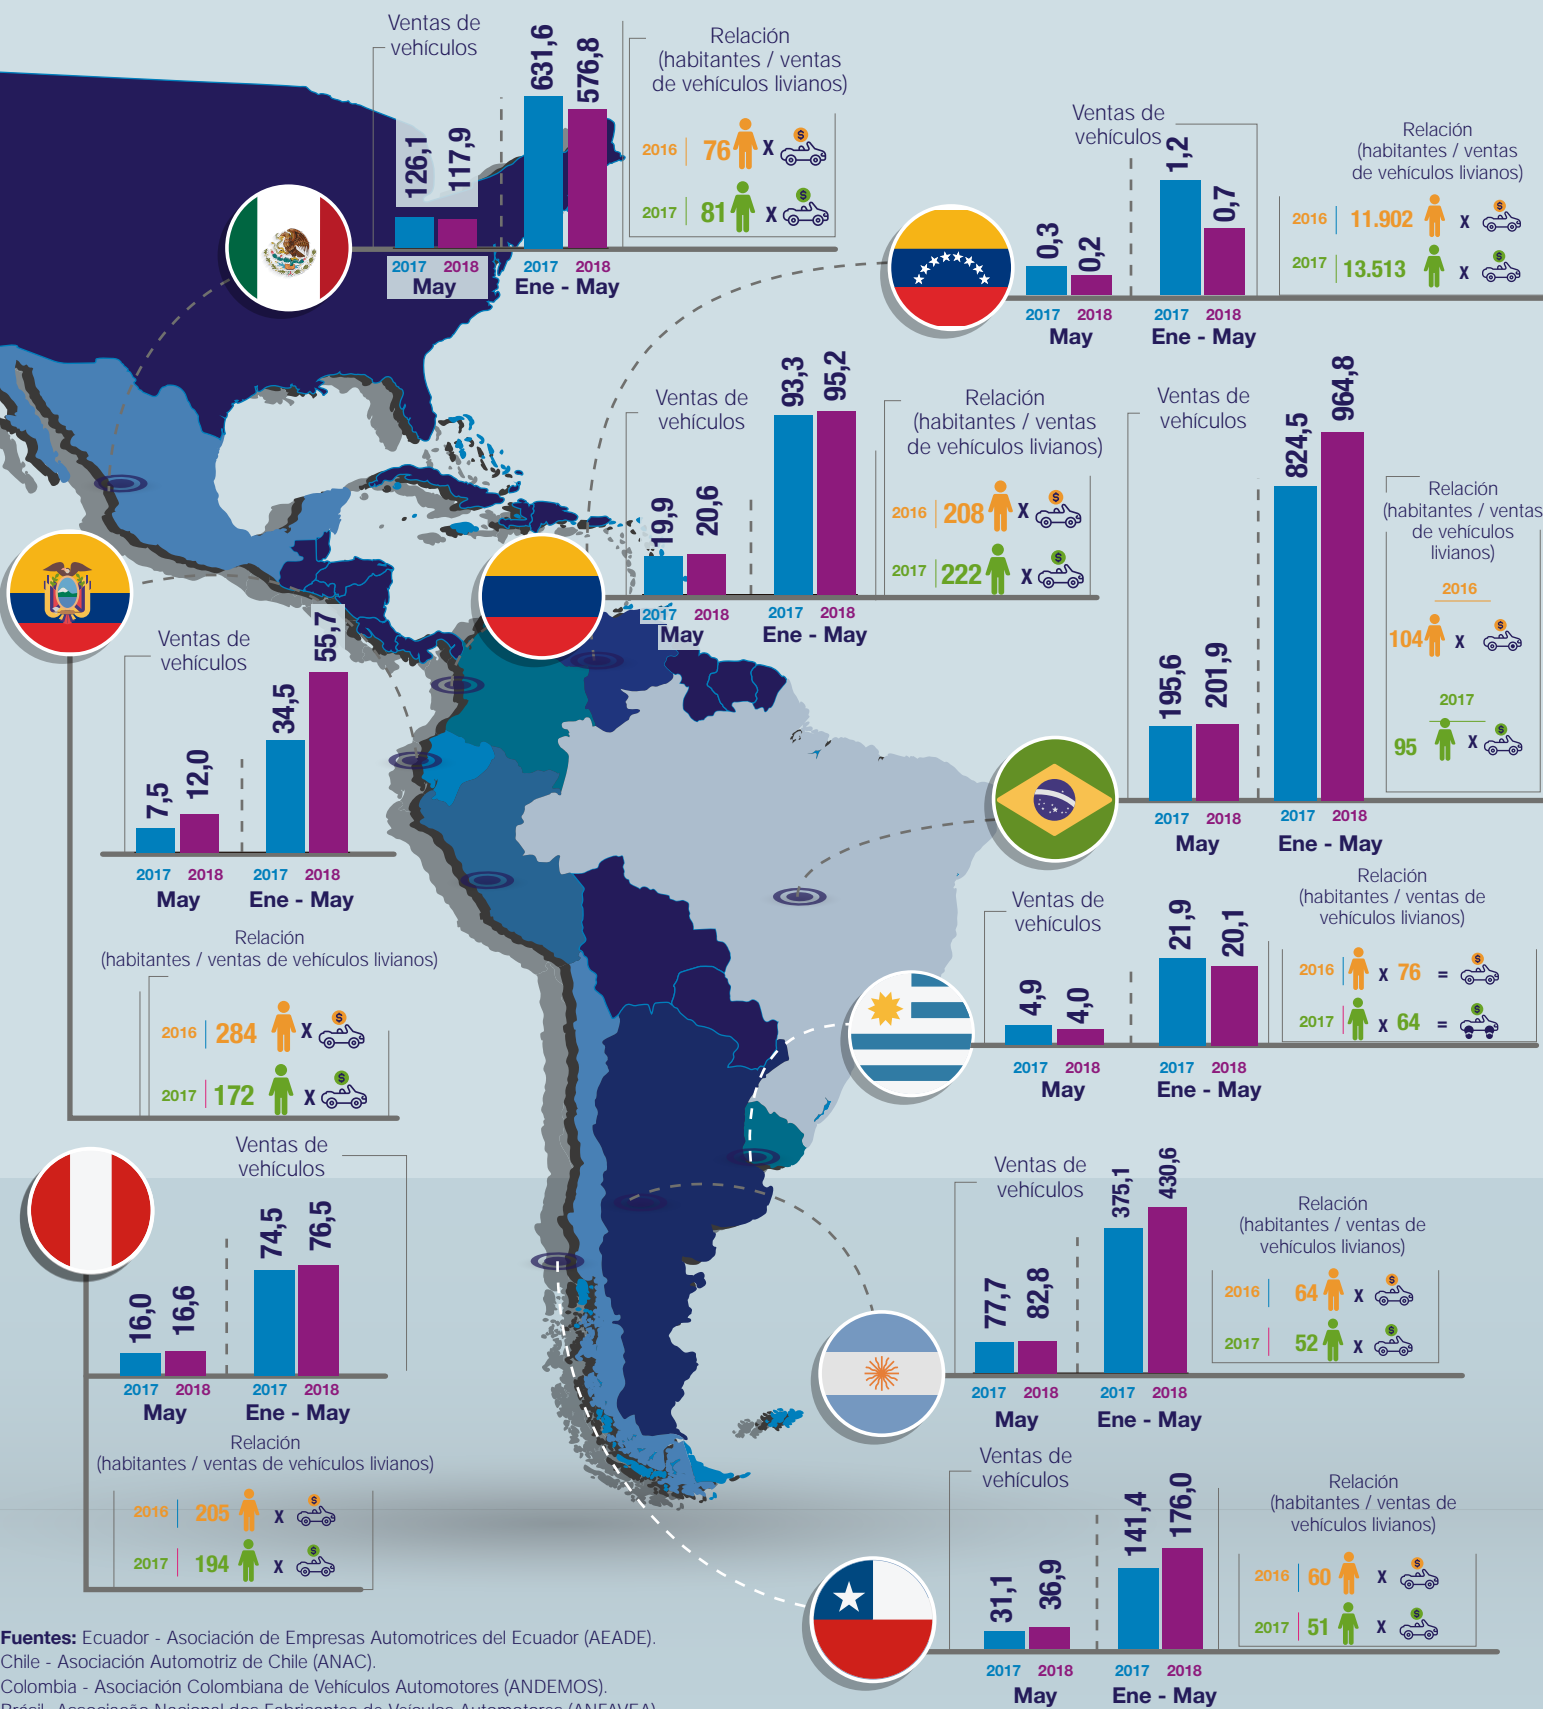 Ventas de
vehículos
126,1
117,9
631,6
576,8
2017 2018
May
2017 2018
Ene - May
Relación
(habitantes / ventas
de vehículos livianos)
2016 76 X $
2017 81 X $
Ventas de
vehículos
0,3
0,2
1,2
0,7
2017 2018
May
2017 2018
Ene - May
Relación
(habitantes / ventas
de vehículos livianos)
2016 11.902 X $
2017 13.513 X $
Ventas de
vehículos
19,9
20,6
93,3
95,2
2017 2018
May
2017 2018
Ene - May
Relación
(habitantes / ventas
de vehículos livianos)
2016 208 X $
2017 222 X $
Ventas de
vehículos
195,6
201,9
824,5
964,8
2017 2018
May
2017 2018
Ene - May
Relación
(habitantes / ventas
de vehículos
livianos)
2016
104 X $
2017
95 X $
Ventas de
vehículos
7,5
12,0
34,5
55,7
2017 2018
May
2017 2018
Ene - May
Relación
(habitantes / ventas de vehículos livianos)
2016 284 X $
2017 172 X $
Ventas de
vehículos
4,9
4,0
21,9
20,1
2017 2018
May
2017 2018
Ene - May
Relación
(habitantes / ventas de
vehículos livianos)
2016 X 76 = $
2017 X 64 = $
Ventas de
vehículos
16,0
16,6
74,5
76,5
2017 2018
May
2017 2018
Ene - May
Relación
(habitantes / ventas de vehículos livianos)
2016 205 X $
2017 194 X $
Ventas de
vehículos
77,7
82,8
375,1
430,6
2017 2018
May
2017 2018
Ene - May
Relación
(habitantes / ventas de
vehículos livianos)
2016 64 X $
2017 52 X $
Ventas de
vehículos
31,1
36,9
141,4
176,0
2017 2018
May
2017 2018
Ene - May
Relación
(habitantes / ventas de
vehículos livianos)
2016 60 X $
2017 51 X $
Fuentes: Ecuador - Asociación de Empresas Automotrices del Ecuador (AEADE).
Chile - Asociación Automotriz de Chile (ANAC).
Colombia - Asociación Colombiana de Vehículos Automotores (ANDEMOS).